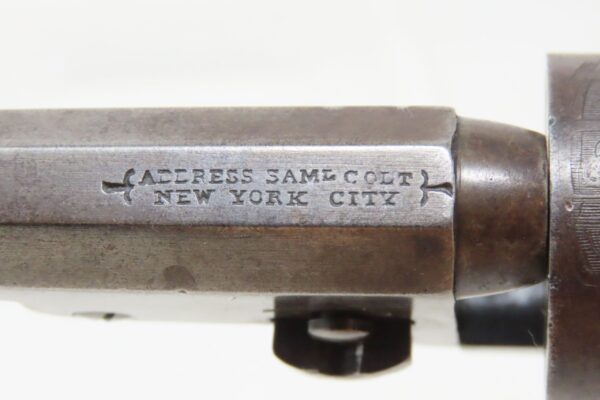 ADDRESS SAML COLT
NEW YORK CITY